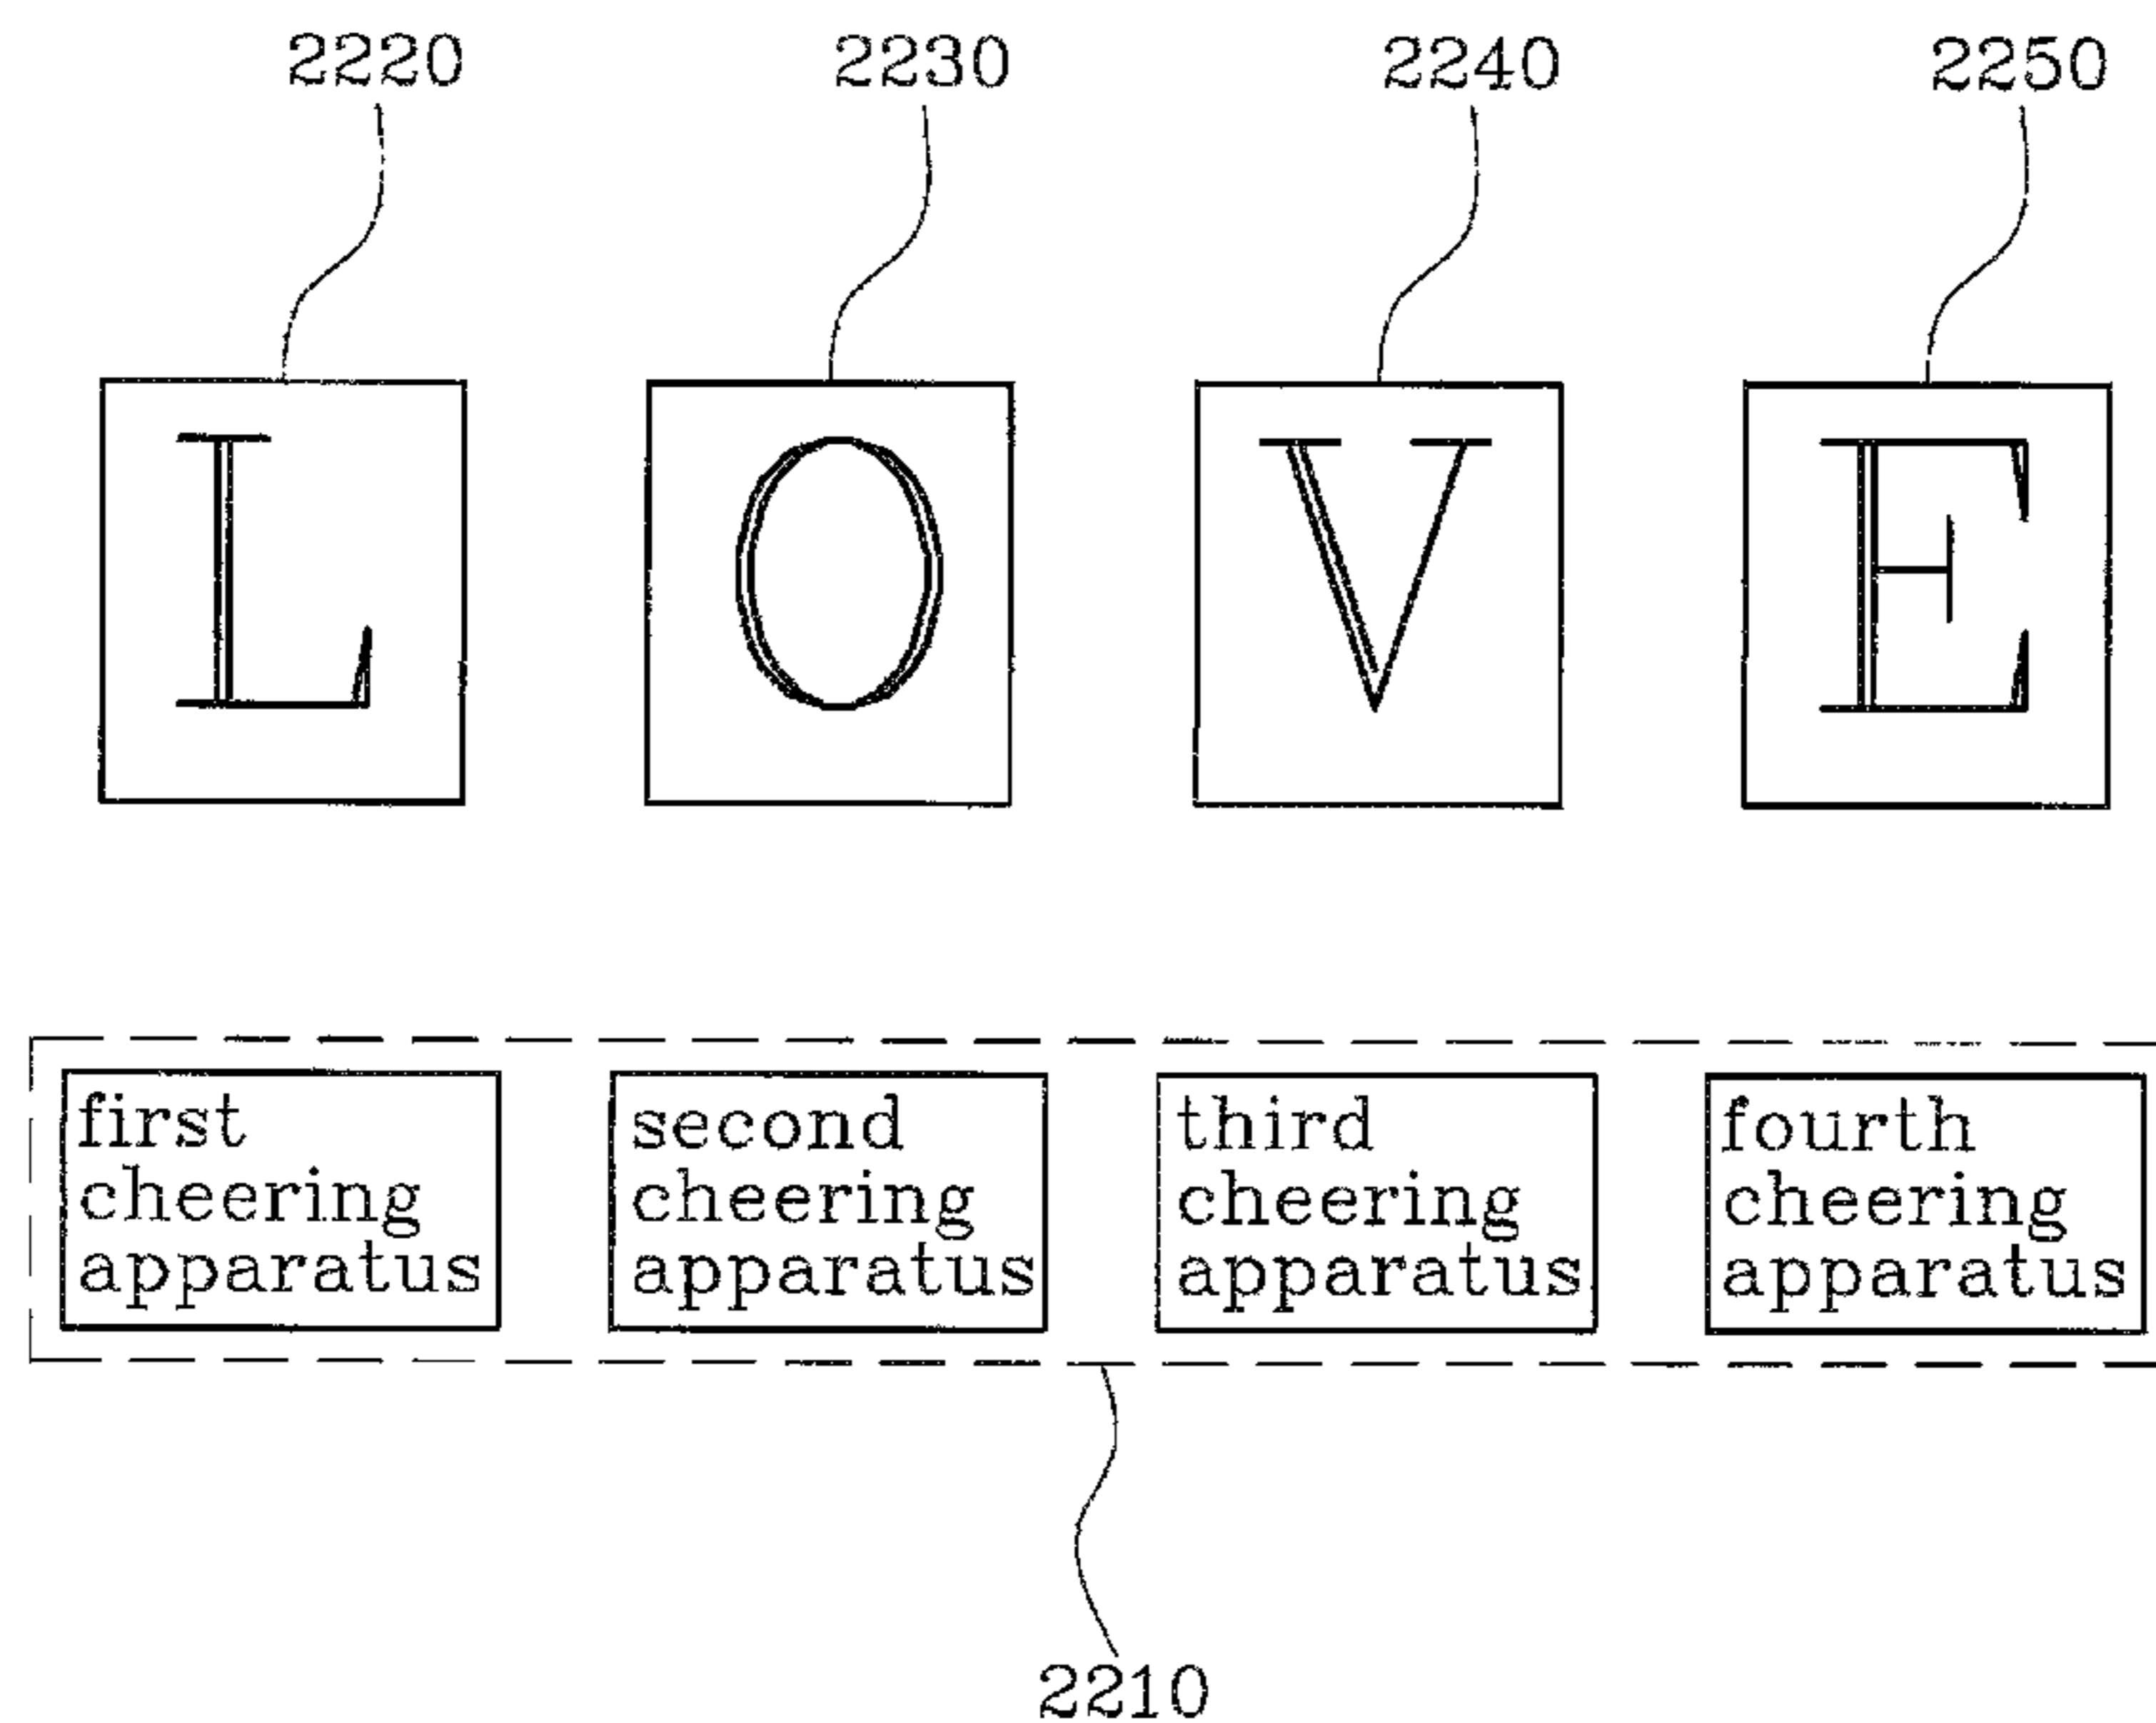 2220 2230 2240 2250
L O V E
first second third fourth
cheering cheering cheering cheering
apparatus apparatus apparatus apparatus
2210